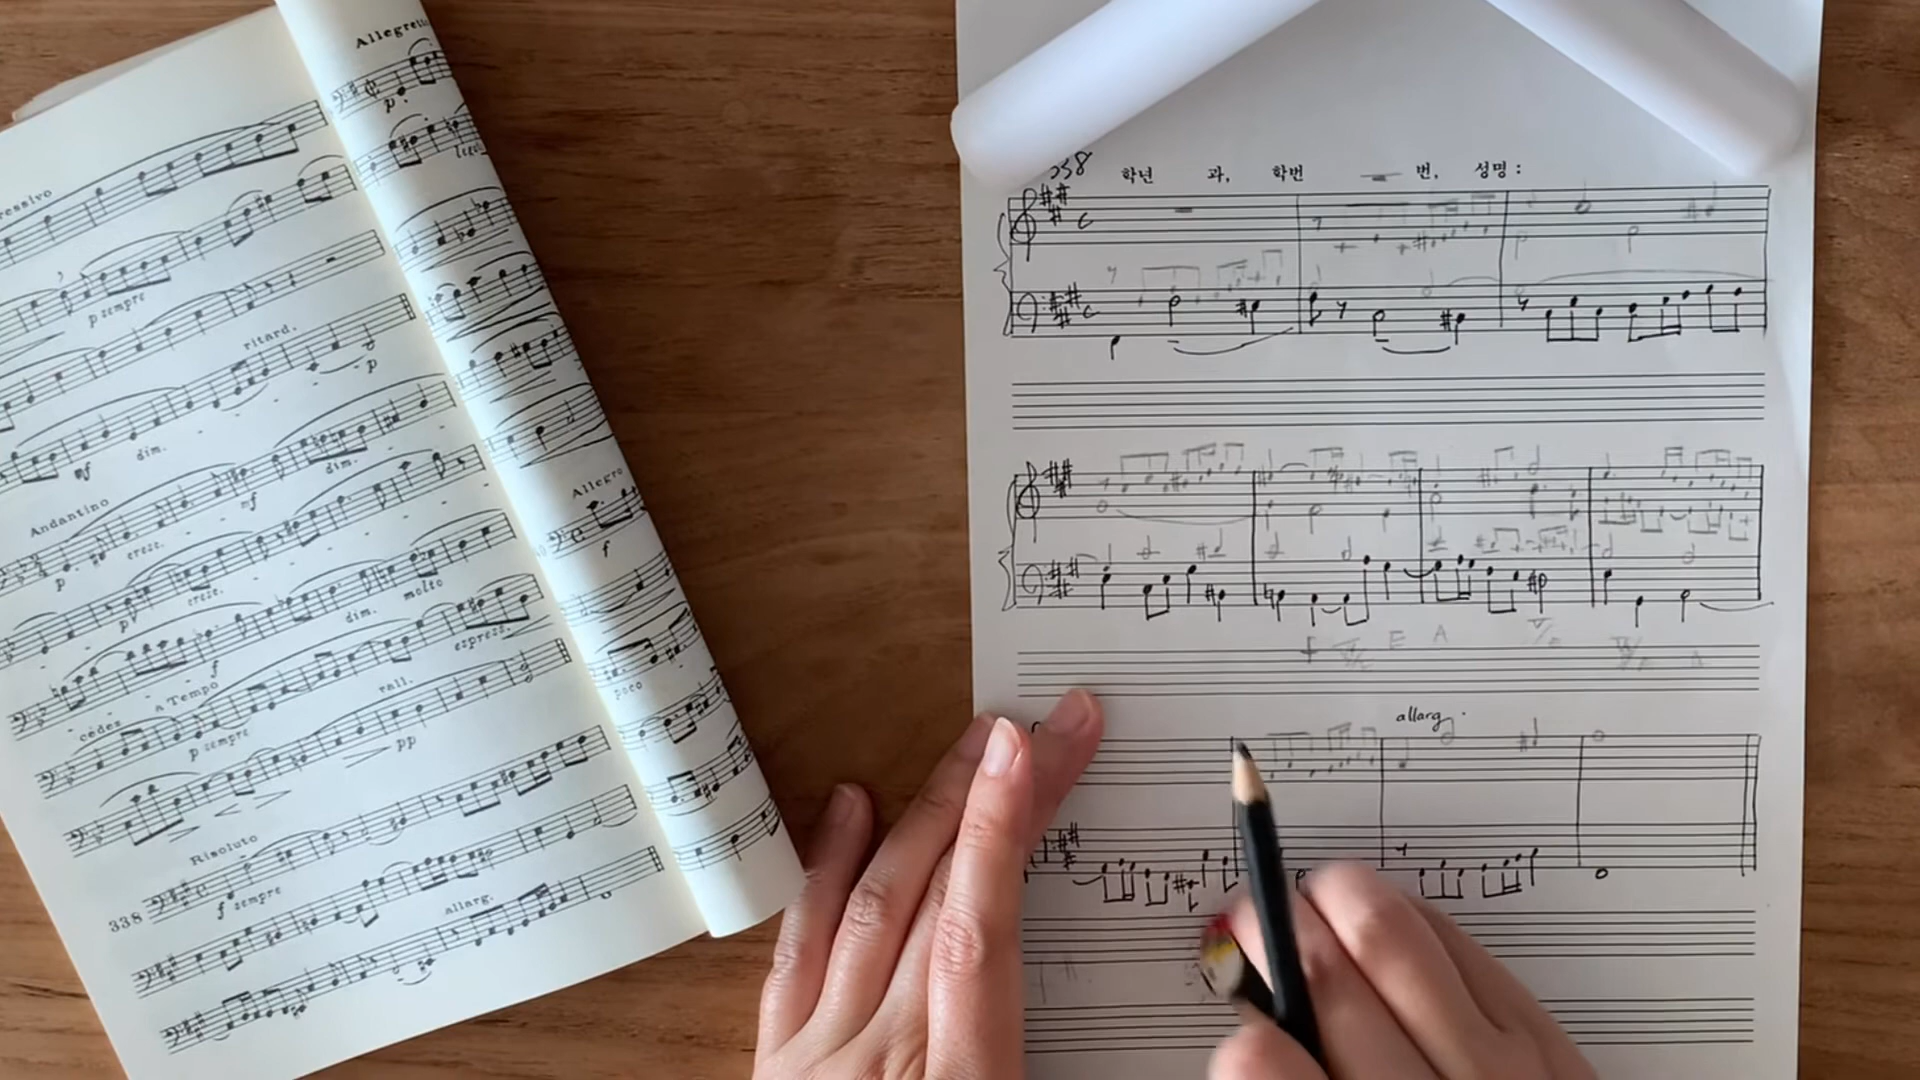 Allegretto
p
p sempre
ritard.
p
mf
dim.
Andantino
p
cresc.
mf
dim.
p
cresc.
dim.
molto
f
a Tempo
cédez
p sempre
rall.
espress.
pp
Risoluto
338
f sempre
allarg.
Allegro
f
poco
338 학년 과, 학번 번, 성명 :
C
C
E A
allarg.